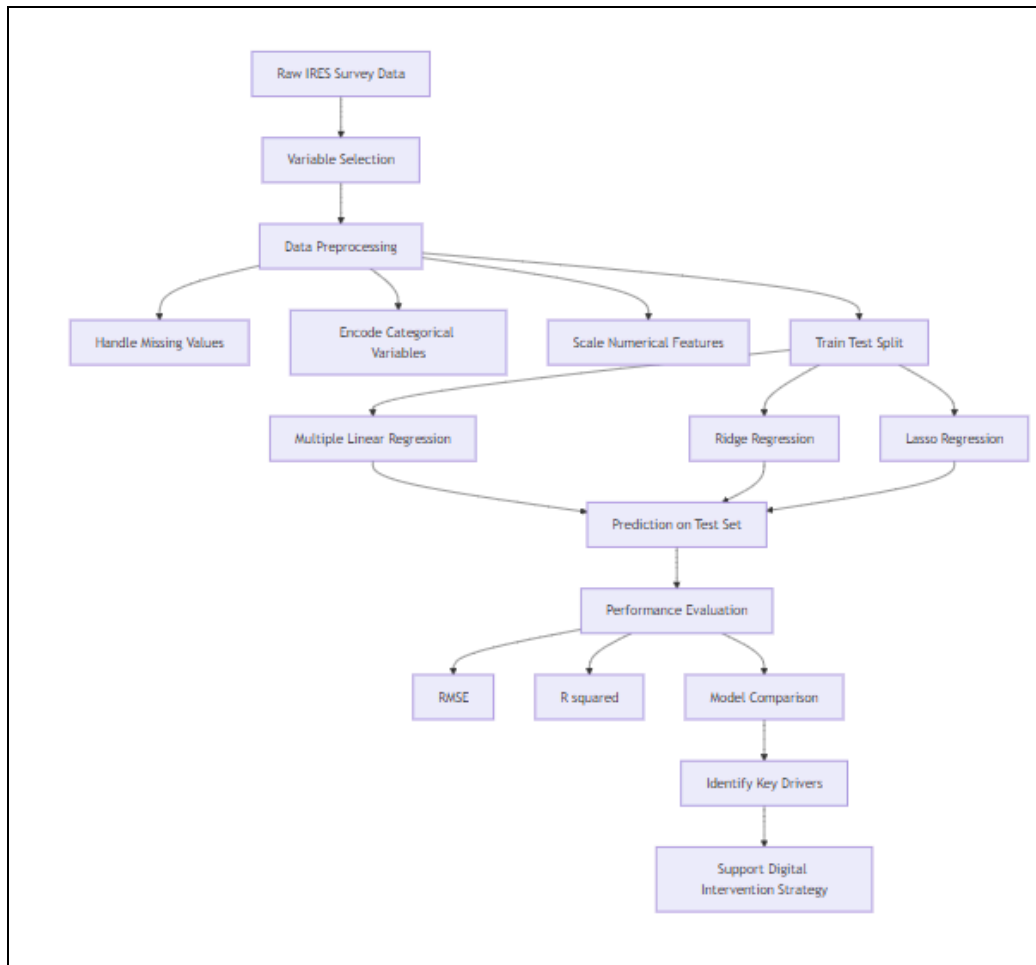 Raw IRES Survey Data
Variable Selection
Data Preprocessing
Handle Missing Values
Encode Categorical
Variables
Scale Numerical Features
Train Test Split
Multiple Linear Regression
Ridge Regression
Lasso Regression
Prediction on Test Set
Performance Evaluation
RMSE
R squared
Model Comparison
Identify Key Drivers
Support Digital
Intervention Strategy